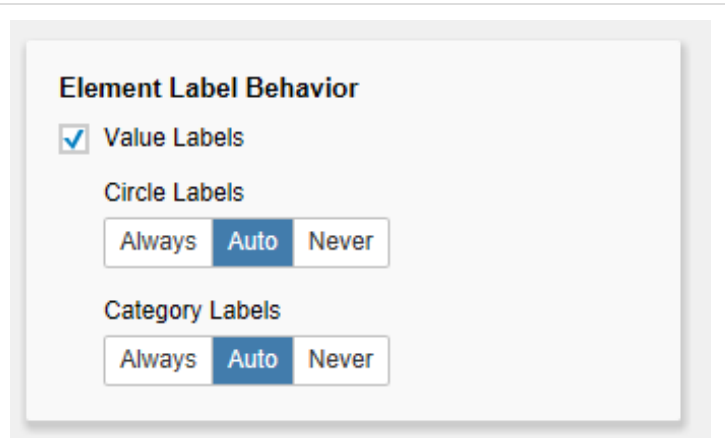 Element Label Behavior
Value Labels
Circle Labels
Always Auto Never
Category Labels
Always Auto Never